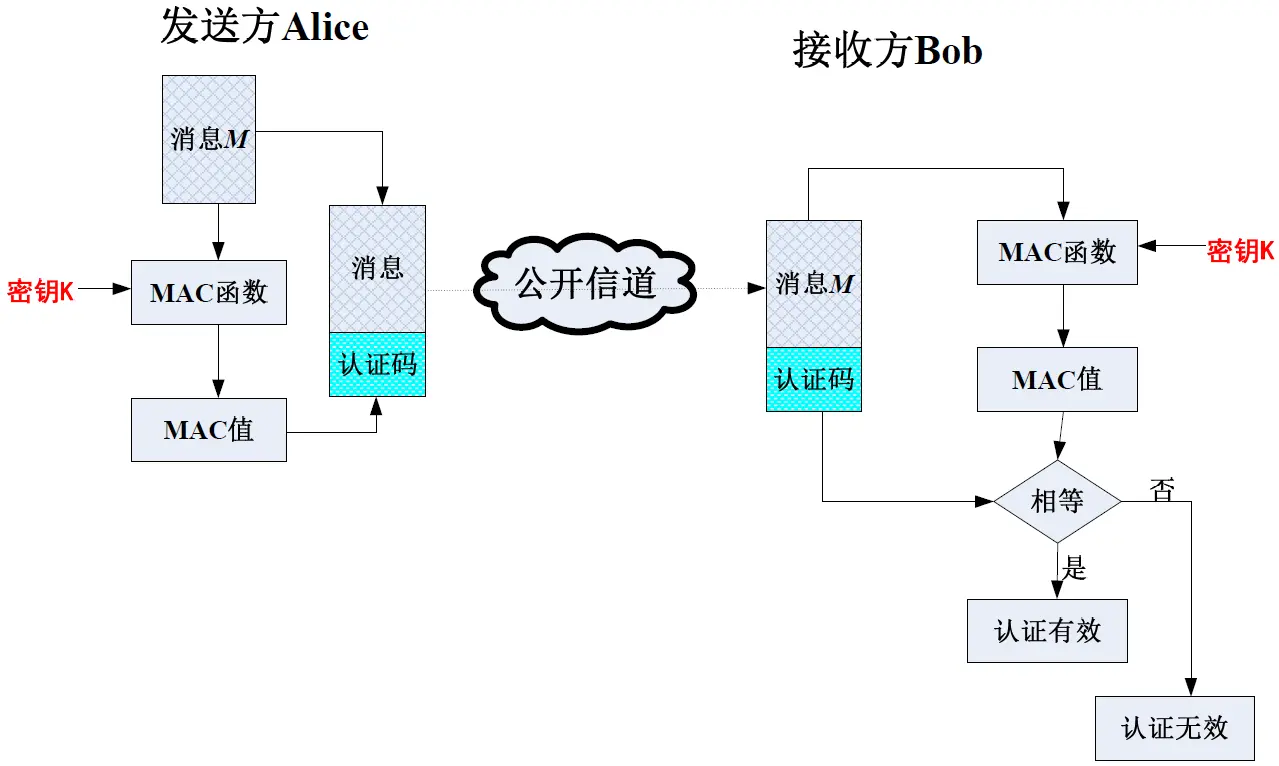 发送方Alice
接收方Bob
消息M
密钥K
MAC函数
MAC值
消息
认证码
公开信道
消息M
认证码
MAC函数
密钥K
MAC值
相等
否
是
认证有效
认证无效